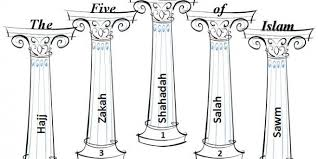 The Five of Islam
Hajj
Zakah
Shahadah
Salah
Sawm
3
1
2